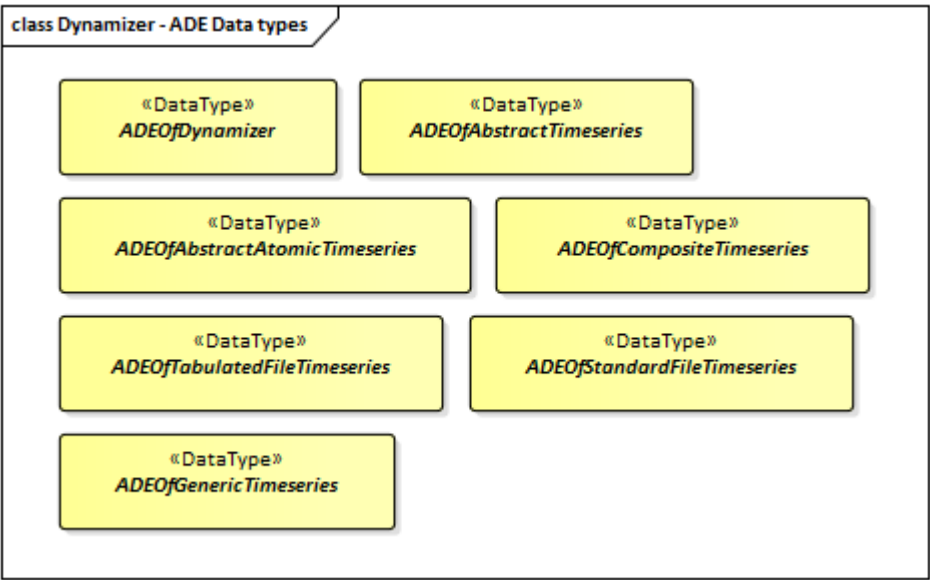 class Dynamizer - ADE Data types
«DataType» «DataType»
ADEOfDynamizer ADEOfAbstractTimeseries
«DataType» «DataType»
ADEOfAbstractAtomicTimeseries ADEOfCompositeTimeseries
«DataType» «DataType»
ADEOfTabulatedFileTimeseries ADEOfStandardFileTimeseries
«DataType»
ADEOfGenericTimeseries